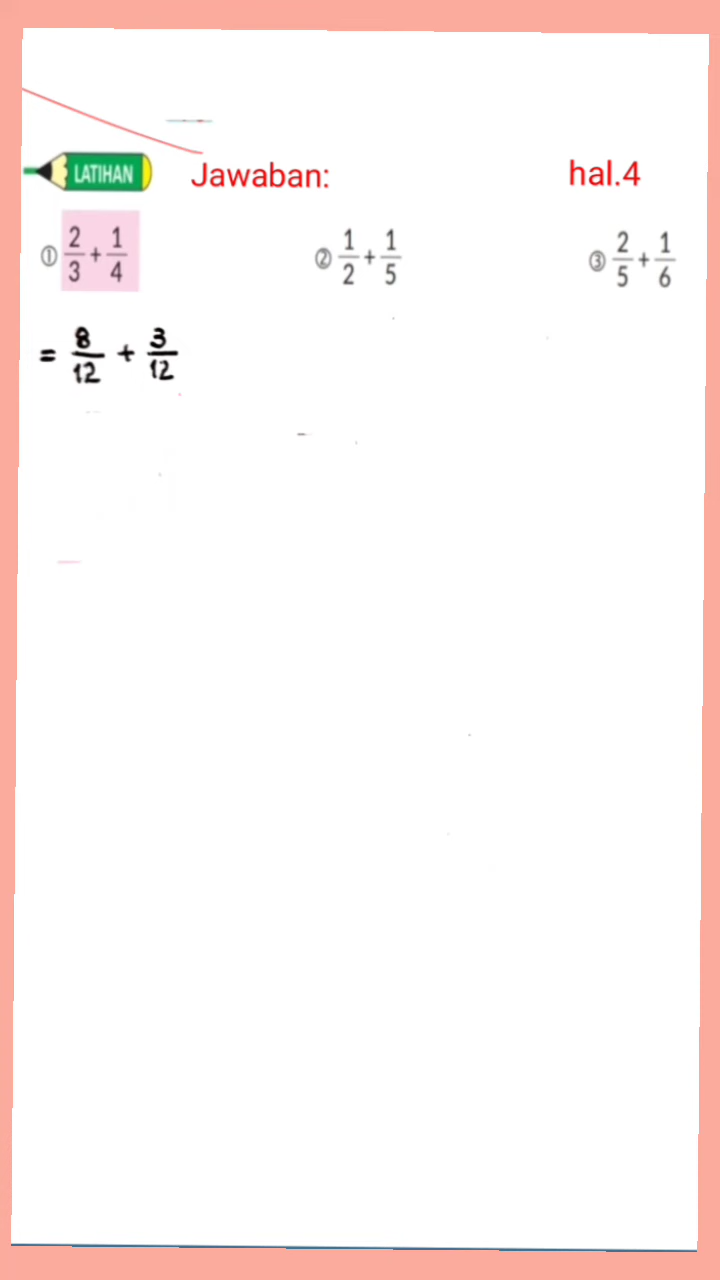 LATIHAN Jawaban: hal.4
① 2/3 + 1/4 ② 1/2 + 1/5 ③ 2/5 + 1/6
= 8/12 + 3/12